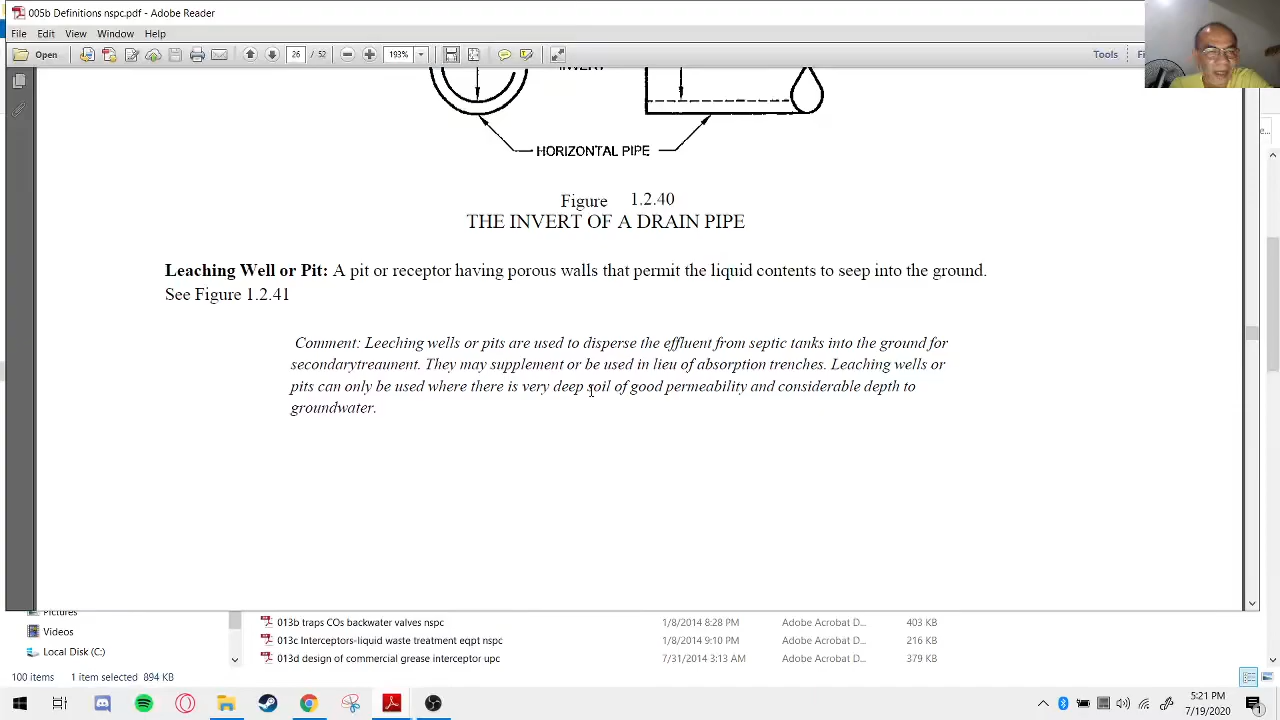 005b Definitions nspc.pdf - Adobe Reader
File Edit View Window Help
Open 26 / 52 193% Tools
INVERT
HORIZONTAL PIPE
Figure 1.2.40
THE INVERT OF A DRAIN PIPE
Leaching Well or Pit: A pit or receptor having porous walls that permit the liquid contents to seep into the ground.
See Figure 1.2.41
Comment: Leeching wells or pits are used to disperse the effluent from septic tanks into the ground for
secondarytreaunent. They may supplement or be used in lieu of absorption trenches. Leaching wells or
pits can only be used where there is very deep soil of good permeability and considerable depth to
groundwater.
Pictures
Videos
Local Disk (C:)
013b traps COs backwater valves nspc 1/8/2014 8:28 PM Adobe Acrobat D... 403 KB
013c Interceptors-liquid waste treatment eqpt nspc 1/8/2014 9:10 PM Adobe Acrobat D... 216 KB
013d design of commercial grease interceptor upc 7/31/2014 3:13 AM Adobe Acrobat D... 379 KB
100 items 1 item selected 894 KB
5:21 PM
7/19/2020